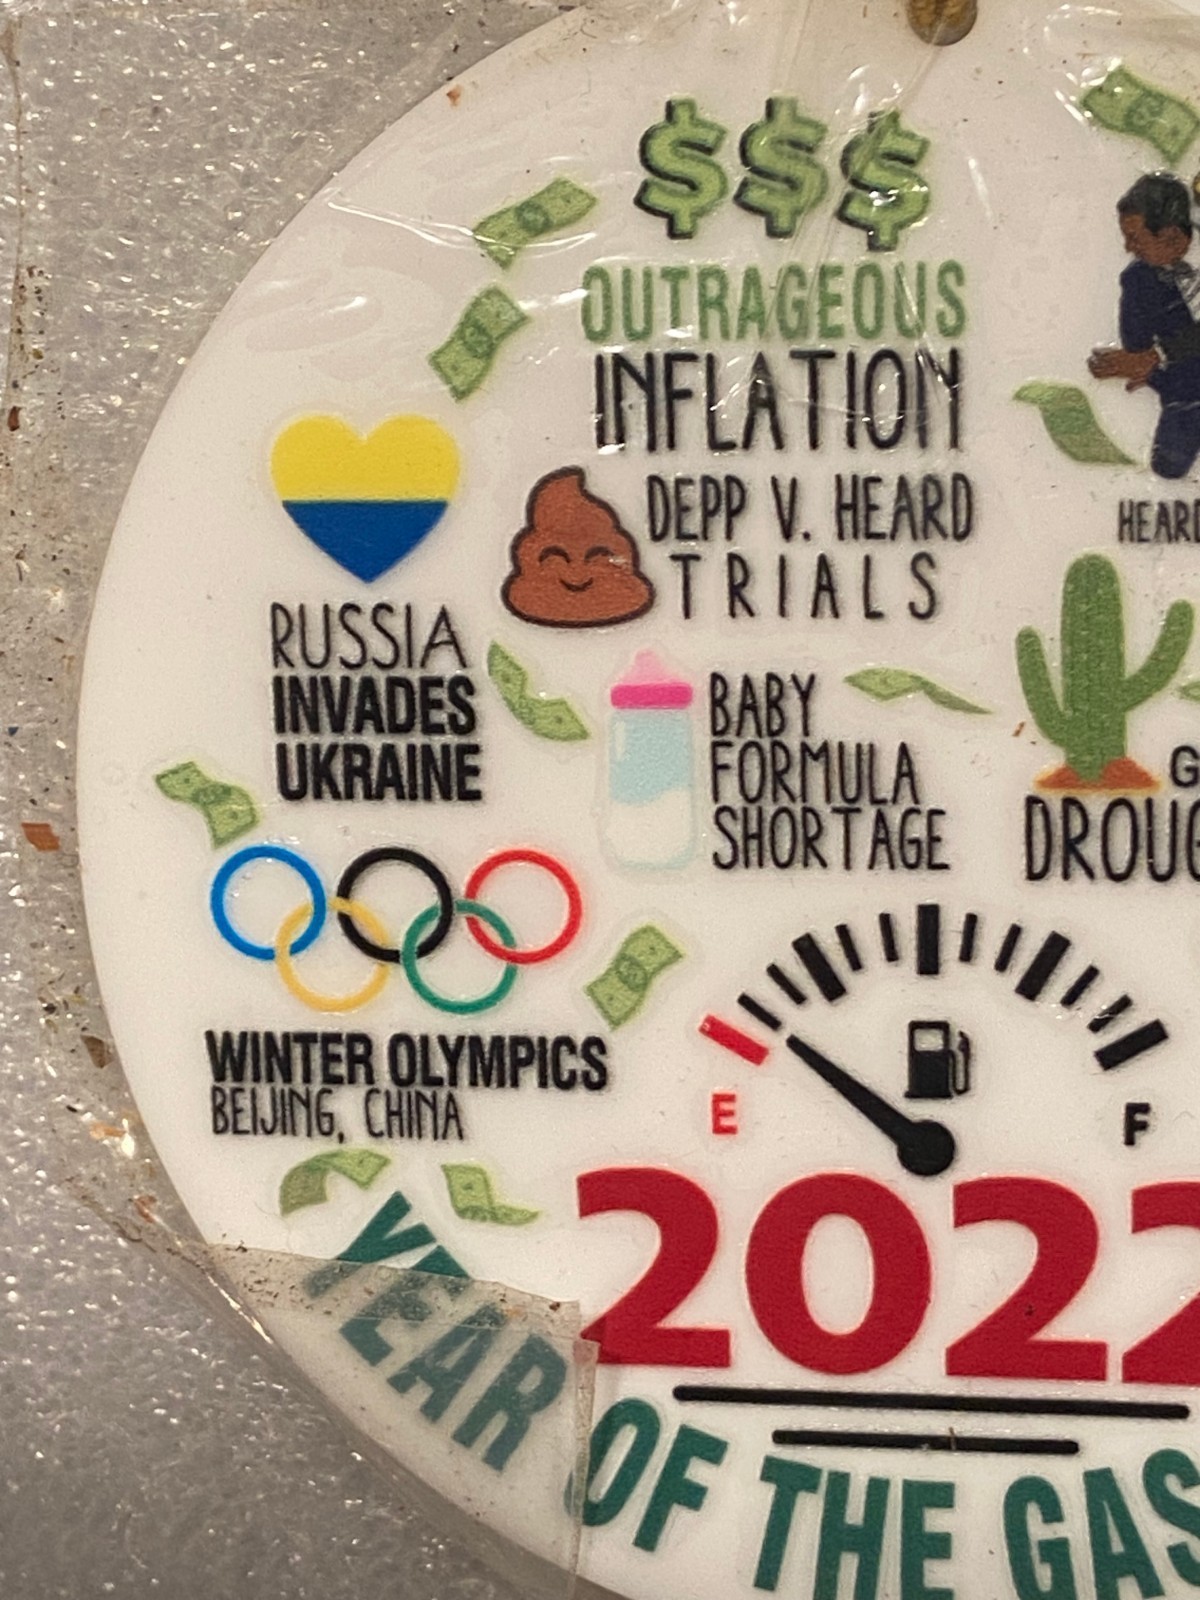 $$$
OUTRAGEOUS
INFLATION
DEPP V. HEARD
TRIALS
RUSSIA
INVADES
UKRAINE
BABY
FORMULA
SHORTAGE
WINTER OLYMPICS
BEIJING, CHINA
E
F
2022
YEAR OF THE GAS